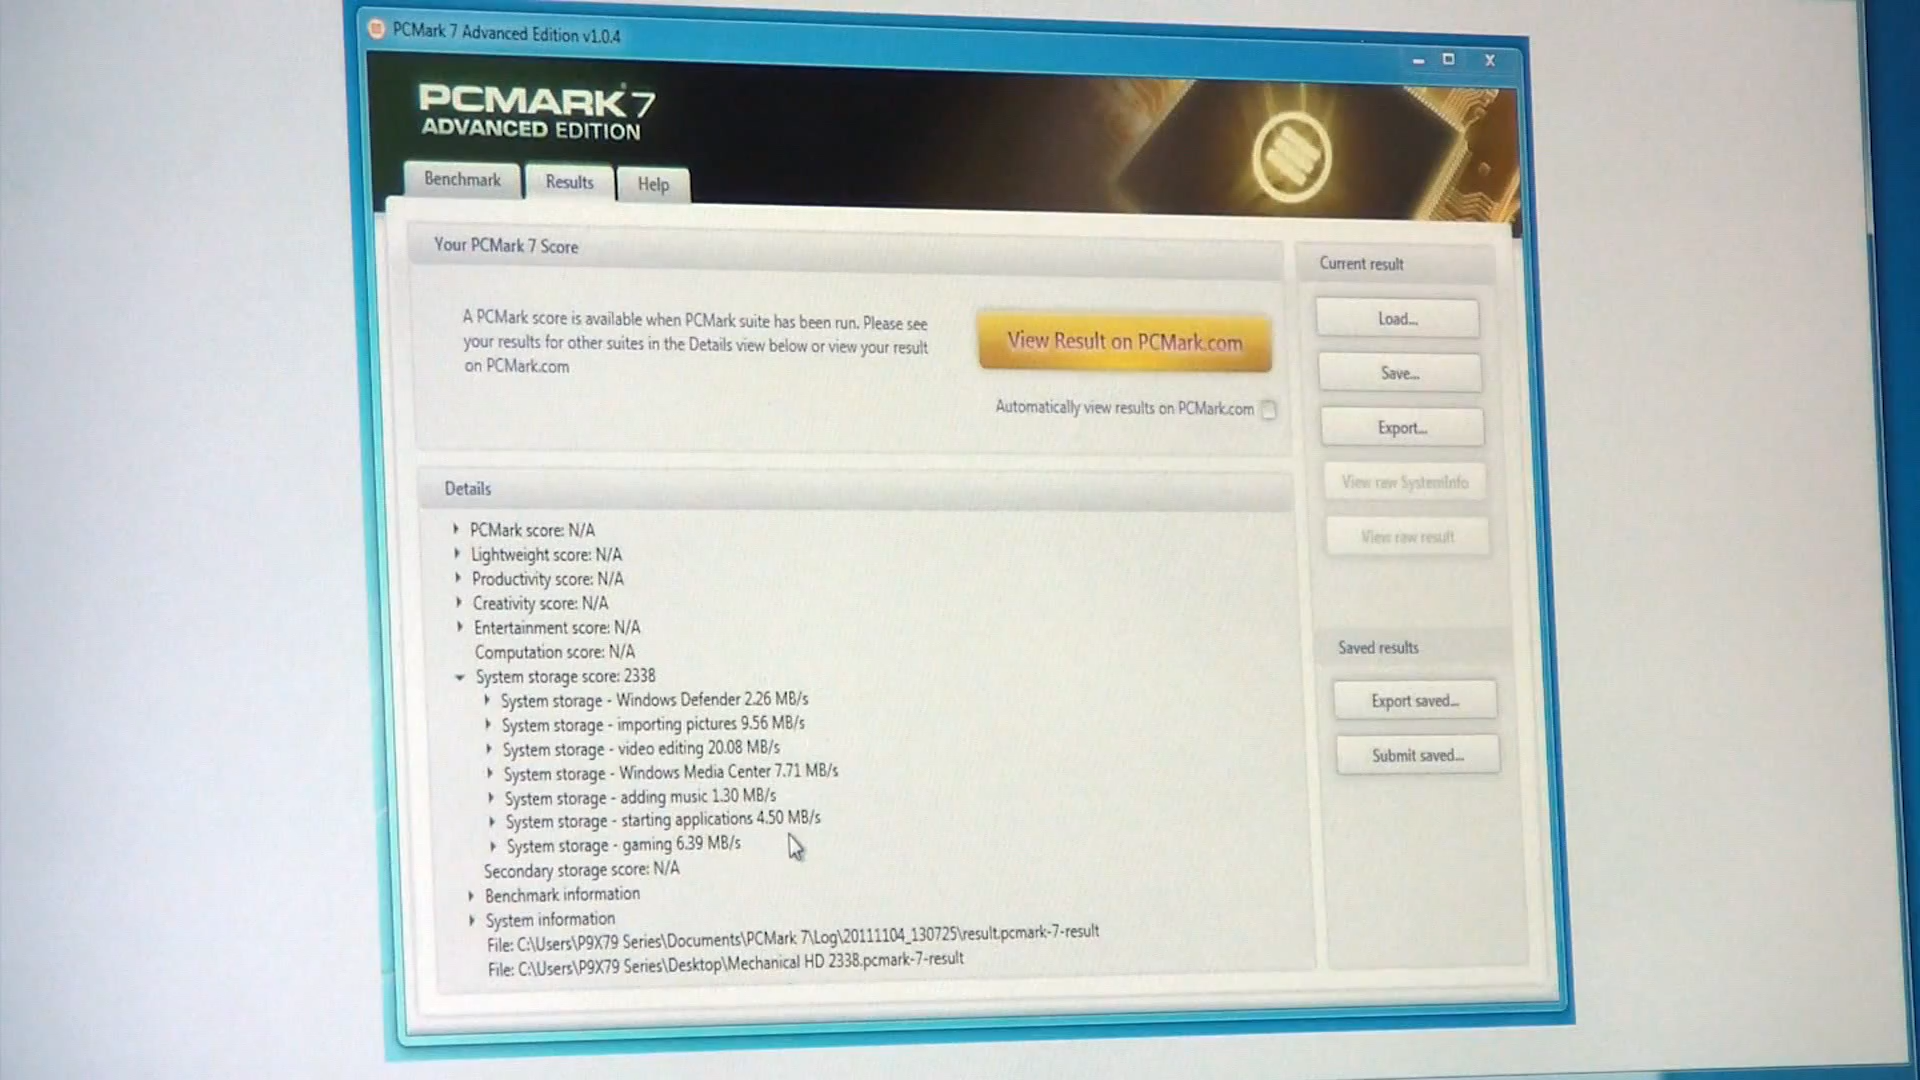 PCMark 7 Advanced Edition v1.0.4
PCMARK 7
ADVANCED EDITION
Benchmark
Results
Help
Your PCMark 7 Score
A PCMark score is available when PCMark suite has been run. Please see
your results for other suites in the Details view below or view your result
on PCMark.com
View Result on PCMark.com
Automatically view results on PCMark.com
Current result
Load...
Save...
Export...
View raw SystemInfo
View raw result
Saved results
Export saved...
Submit saved...
Details
PCMark score: N/A
Lightweight score: N/A
Productivity score: N/A
Creativity score: N/A
Entertainment score: N/A
Computation score: N/A
System storage score: 2338
System storage - Windows Defender 2.26 MB/s
System storage - importing pictures 9.56 MB/s
System storage - video editing 20.08 MB/s
System storage - Windows Media Center 7.71 MB/s
System storage - adding music 1.30 MB/s
System storage - starting applications 4.50 MB/s
System storage - gaming 6.39 MB/s
Secondary storage score: N/A
Benchmark information
System information
File: C:\Users\P9X79 Series\Documents\PCMark 7\Log\20111104_130725\result.pcmark-7-result
File: C:\Users\P9X79 Series\Desktop\Mechanical HD 2338.pcmark-7-result